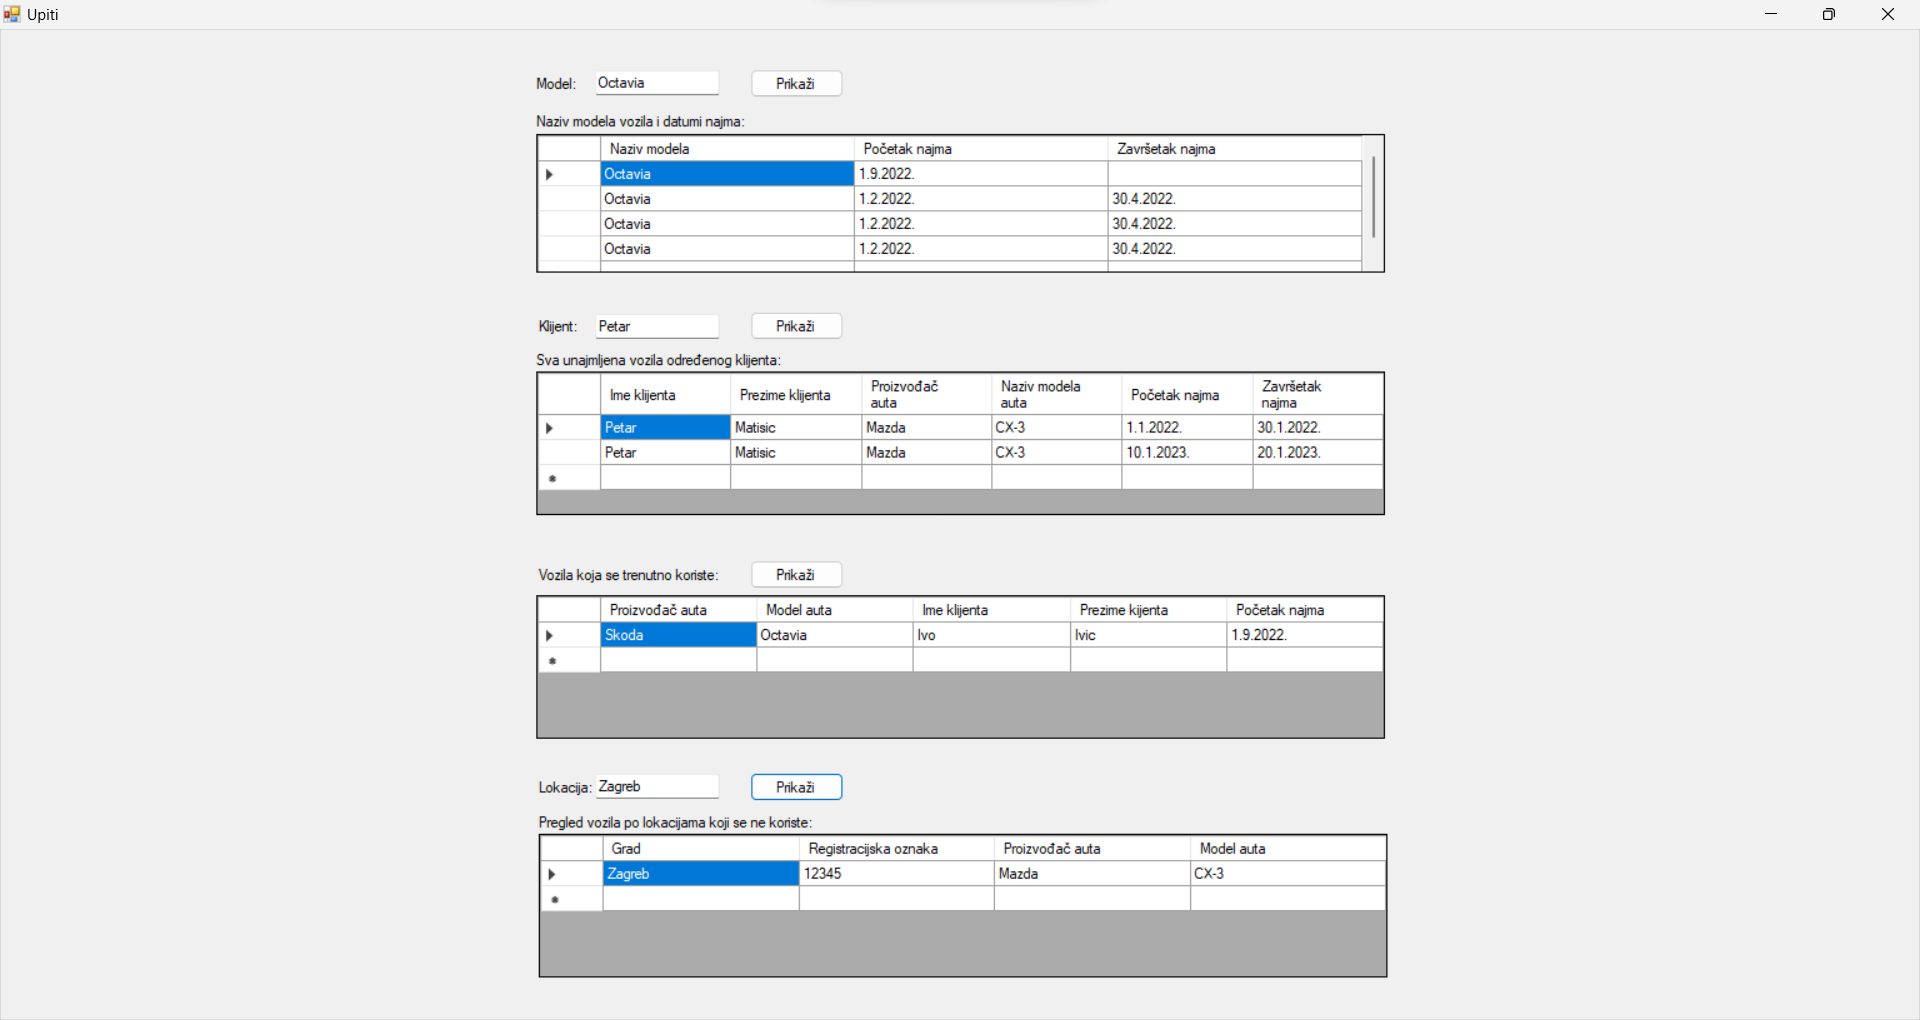 Upiti
Model: Octavia Prikaži
Naziv modela vozila i datumi najma:
Naziv modela Početak najma Završetak najma
Octavia 1.9.2022.
Octavia 1.2.2022. 30.4.2022.
Octavia 1.2.2022. 30.4.2022.
Octavia 1.2.2022. 30.4.2022.
Klijent: Petar Prikaži
Sva unajmljena vozila određenog klijenta:
Ime klijenta Prezime klijenta Proizvođač auta Naziv modela auta Početak najma Završetak najma
Petar Matisic Mazda CX-3 1.1.2022. 30.1.2022.
Petar Matisic Mazda CX-3 10.1.2023. 20.1.2023.
Vozila koja se trenutno koriste: Prikaži
Proizvođač auta Model auta Ime klijenta Prezime kijenta Početak najma
Skoda Octavia Ivo Ivic 1.9.2022.
Lokacija: Zagreb Prikaži
Pregled vozila po lokacijama koji se ne koriste:
Grad Registracijska oznaka Proizvođač auta Model auta
Zagreb 12345 Mazda CX-3